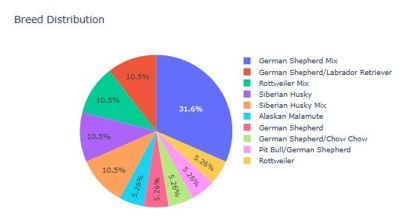 Breed Distribution
31.6%
10.5%
10.5%
10.5%
10.5%
5.26%
5.26%
5.26%
5.26%
5.26%
German Shepherd Mix
German Shepherd/Labrador Retriever
Rottweiler Mix
Siberian Husky
Siberian Husky Mix
Alaskan Malamute
German Shepherd
German Shepherd/Chow Chow
Pit Bull/German Shepherd
Rottweiler